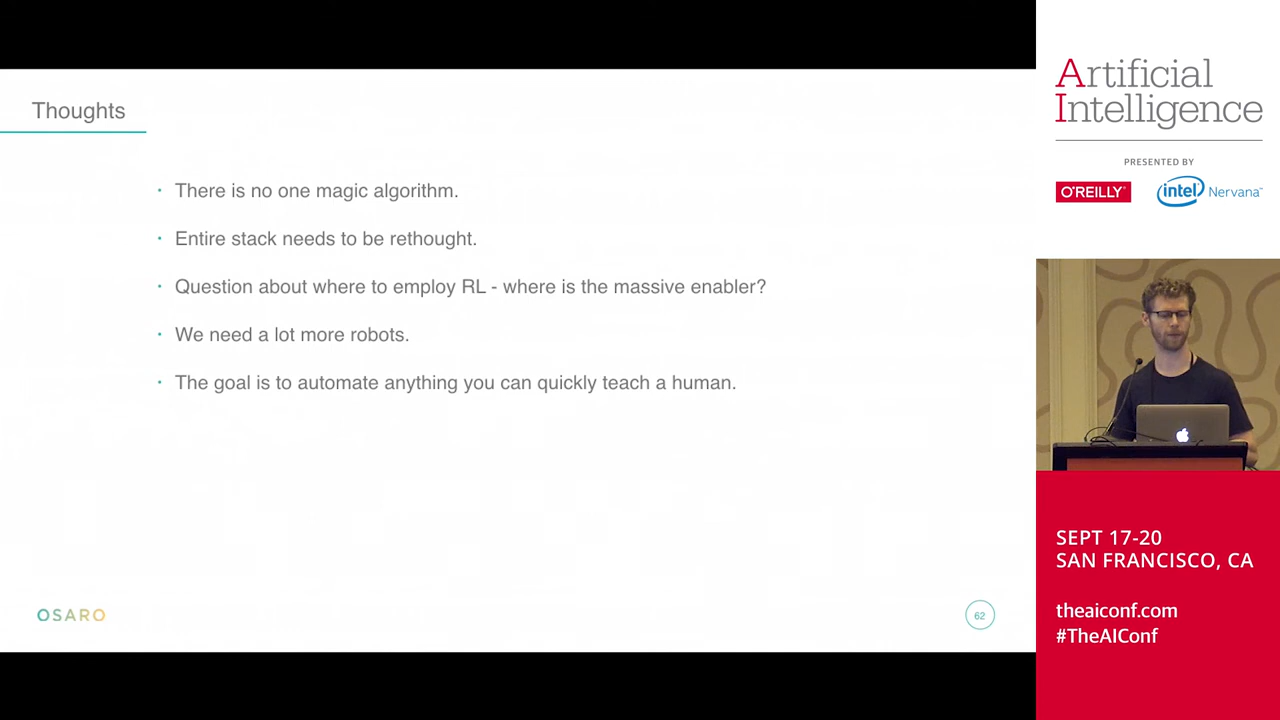 Thoughts
· There is no one magic algorithm.
· Entire stack needs to be rethought.
· Question about where to employ RL - where is the massive enabler?
· We need a lot more robots.
· The goal is to automate anything you can quickly teach a human.
OSARO
62
Artificial
Intelligence
PRESENTED BY
O'REILLY
intel Nervana
SEPT 17-20
SAN FRANCISCO, CA
theaiconf.com
#TheAIConf